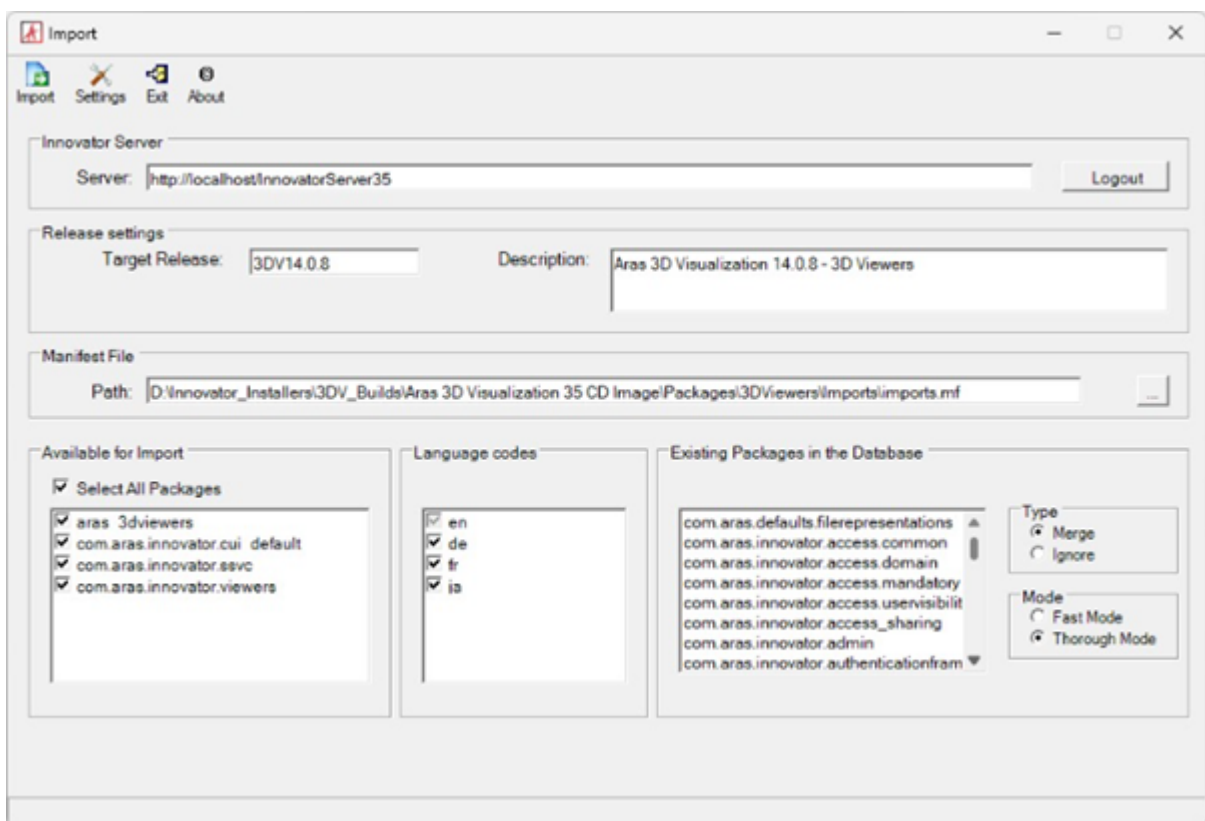 Import
Import Settings Exit About
Innovator Server
Server: http://localhost/InnovatorServer35 Logout
Release settings
Target Release: 3DV14.0.8 Description: Aras 3D Visualization 14.0.8 - 3D Viewers
Manifest File
Path: D:\Innovator_Installers\3DV_Builds\Aras 3D Visualization 35 CD Image\Packages\3DViewers\Imports\imports.mf ...
Available for Import
Select All Packages
aras 3dviewers
com.aras.innovator.cui default
com.aras.innovator.ssvc
com.aras.innovator.viewers
Language codes
en
de
fr
ja
Existing Packages in the Database
com.aras.defaults.filerepresentations
com.aras.innovator.access.common
com.aras.innovator.access.domain
com.aras.innovator.access.mandatory
com.aras.innovator.access.uservisibilit
com.aras.innovator.access_sharing
com.aras.innovator.admin
com.aras.innovator.authenticationfram
Type
Merge
Ignore
Mode
Fast Mode
Thorough Mode